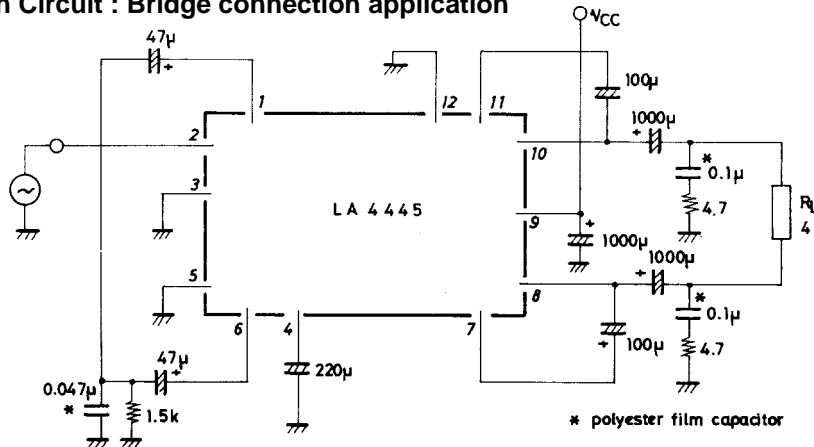 n Circuit : Bridge connection application
+VCC
47μ
+
1
12
11
100μ
1000μ
+
2
10
*
0.1μ
4.7
3
LA4445
RL
4
9
+
1000μ
1000μ
+
5
8
*
0.1μ
6
4
7
+
100μ
4.7
47μ
+
220μ
0.047μ
*
1.5k
* polyester film capacitor